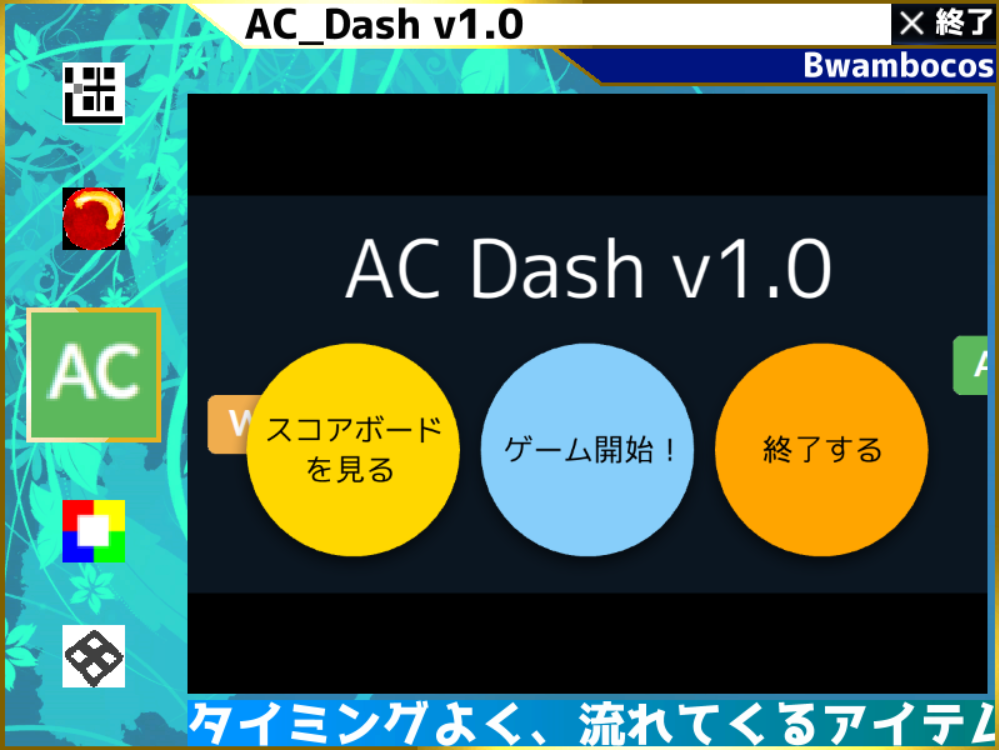 AC_Dash v1.0
× 終了
Bwambocos
AC
AC Dash v1.0
スコアボード
を見る
ゲーム開始！
終了する
タイミングよく、流れてくるアイテム